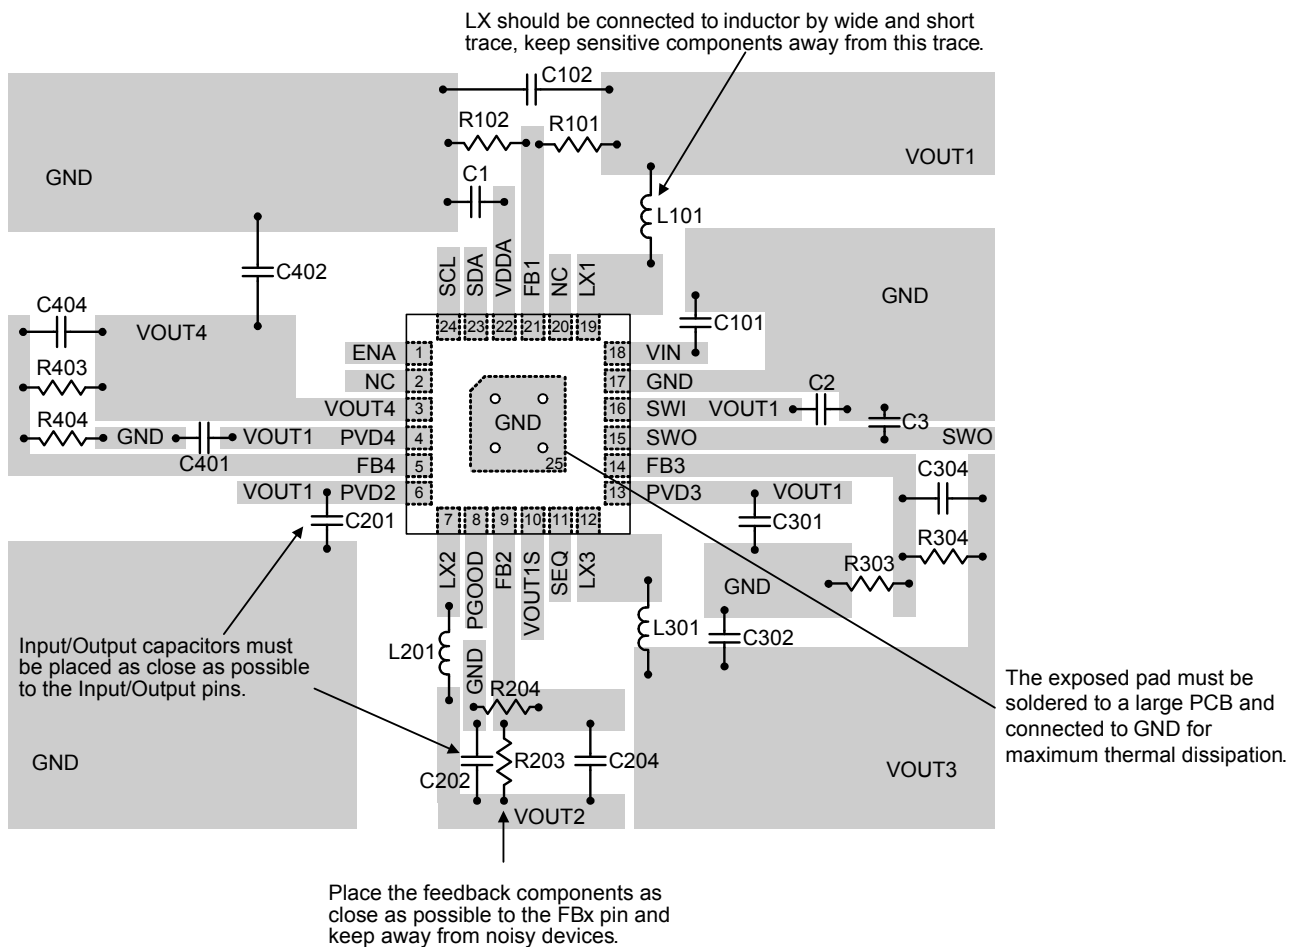 LX should be connected to inductor by wide and short
trace, keep sensitive components away from this trace.
C102
R102
R101
VOUT1
GND
C1
L101
C402
SCL
SDA
VDDA
FB1
NC
LX1
GND
C404
VOUT4
C101
24
23
22
21
20
19
ENA
1
18
VIN
R403
NC
2
17
GND
C2
R404
VOUT4
3
16
SWI
VOUT1
GND
C3
GND
VOUT1
PVD4
4
15
SWO
SWO
C401
FB4
5
25
14
FB3
C304
VOUT1
PVD2
6
13
PVD3
VOUT1
C201
7
8
9
10
11
12
C301
R304
R303
LX2
PGOOD
FB2
VOUT1S
SEQ
LX3
GND
L301
C302
Input/Output capacitors must
be placed as close as possible
to the Input/Output pins.
L201
GND
R204
The exposed pad must be
soldered to a large PCB and
connected to GND for
maximum thermal dissipation.
GND
C202
R203
C204
VOUT3
VOUT2
Place the feedback components as
close as possible to the FBx pin and
keep away from noisy devices.